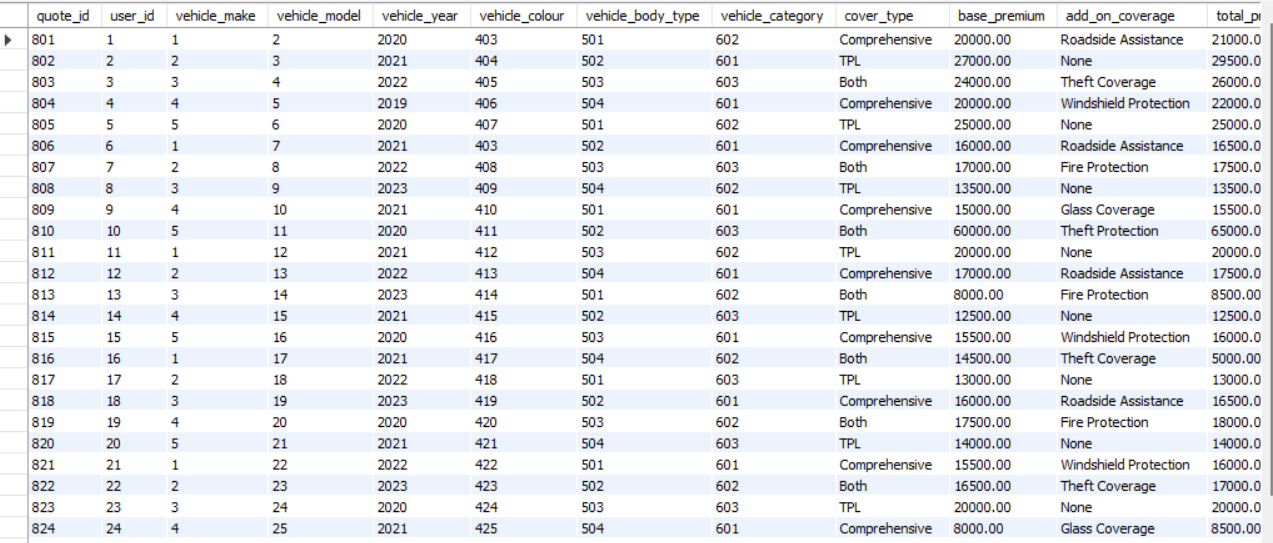 quote_id user_id vehicle_make vehicle_model vehicle_year vehicle_colour vehicle_body_type vehicle_category cover_type base_premium add_on_coverage total_pr
801 1 1 2 2020 403 501 602 Comprehensive 20000.00 Roadside Assistance 21000.0
802 2 2 3 2021 404 502 601 TPL 27000.00 None 29500.0
803 3 3 4 2022 405 503 603 Both 24000.00 Theft Coverage 26000.0
804 4 4 5 2019 406 504 601 Comprehensive 20000.00 Windshield Protection 22000.0
805 5 5 6 2020 407 501 602 TPL 25000.00 None 25000.0
806 6 1 7 2021 403 502 601 Comprehensive 16000.00 Roadside Assistance 16500.0
807 7 2 8 2022 408 503 603 Both 17000.00 Fire Protection 17500.0
808 8 3 9 2023 409 504 602 TPL 13500.00 None 13500.0
809 9 4 10 2021 410 501 601 Comprehensive 15000.00 Glass Coverage 15500.0
810 10 5 11 2020 411 502 603 Both 60000.00 Theft Protection 65000.0
811 11 1 12 2021 412 503 602 TPL 20000.00 None 20000.0
812 12 2 13 2022 413 504 601 Comprehensive 17000.00 Roadside Assistance 17500.0
813 13 3 14 2023 414 501 602 Both 8000.00 Fire Protection 8500.00
814 14 4 15 2021 415 502 603 TPL 12500.00 None 12500.0
815 15 5 16 2020 416 503 601 Comprehensive 15500.00 Windshield Protection 16000.0
816 16 1 17 2021 417 504 602 Both 14500.00 Theft Coverage 5000.00
817 17 2 18 2022 418 501 603 TPL 13000.00 None 13000.0
818 18 3 19 2023 419 502 601 Comprehensive 16000.00 Roadside Assistance 16500.0
819 19 4 20 2020 420 503 602 Both 17500.00 Fire Protection 18000.0
820 20 5 21 2021 421 504 603 TPL 14000.00 None 14000.0
821 21 1 22 2022 422 501 601 Comprehensive 15500.00 Windshield Protection 16000.0
822 22 2 23 2023 423 502 602 Both 16500.00 Theft Coverage 17000.0
823 23 3 24 2020 424 503 603 TPL 20000.00 None 20000.0
824 24 4 25 2021 425 504 601 Comprehensive 8000.00 Glass Coverage 8500.00